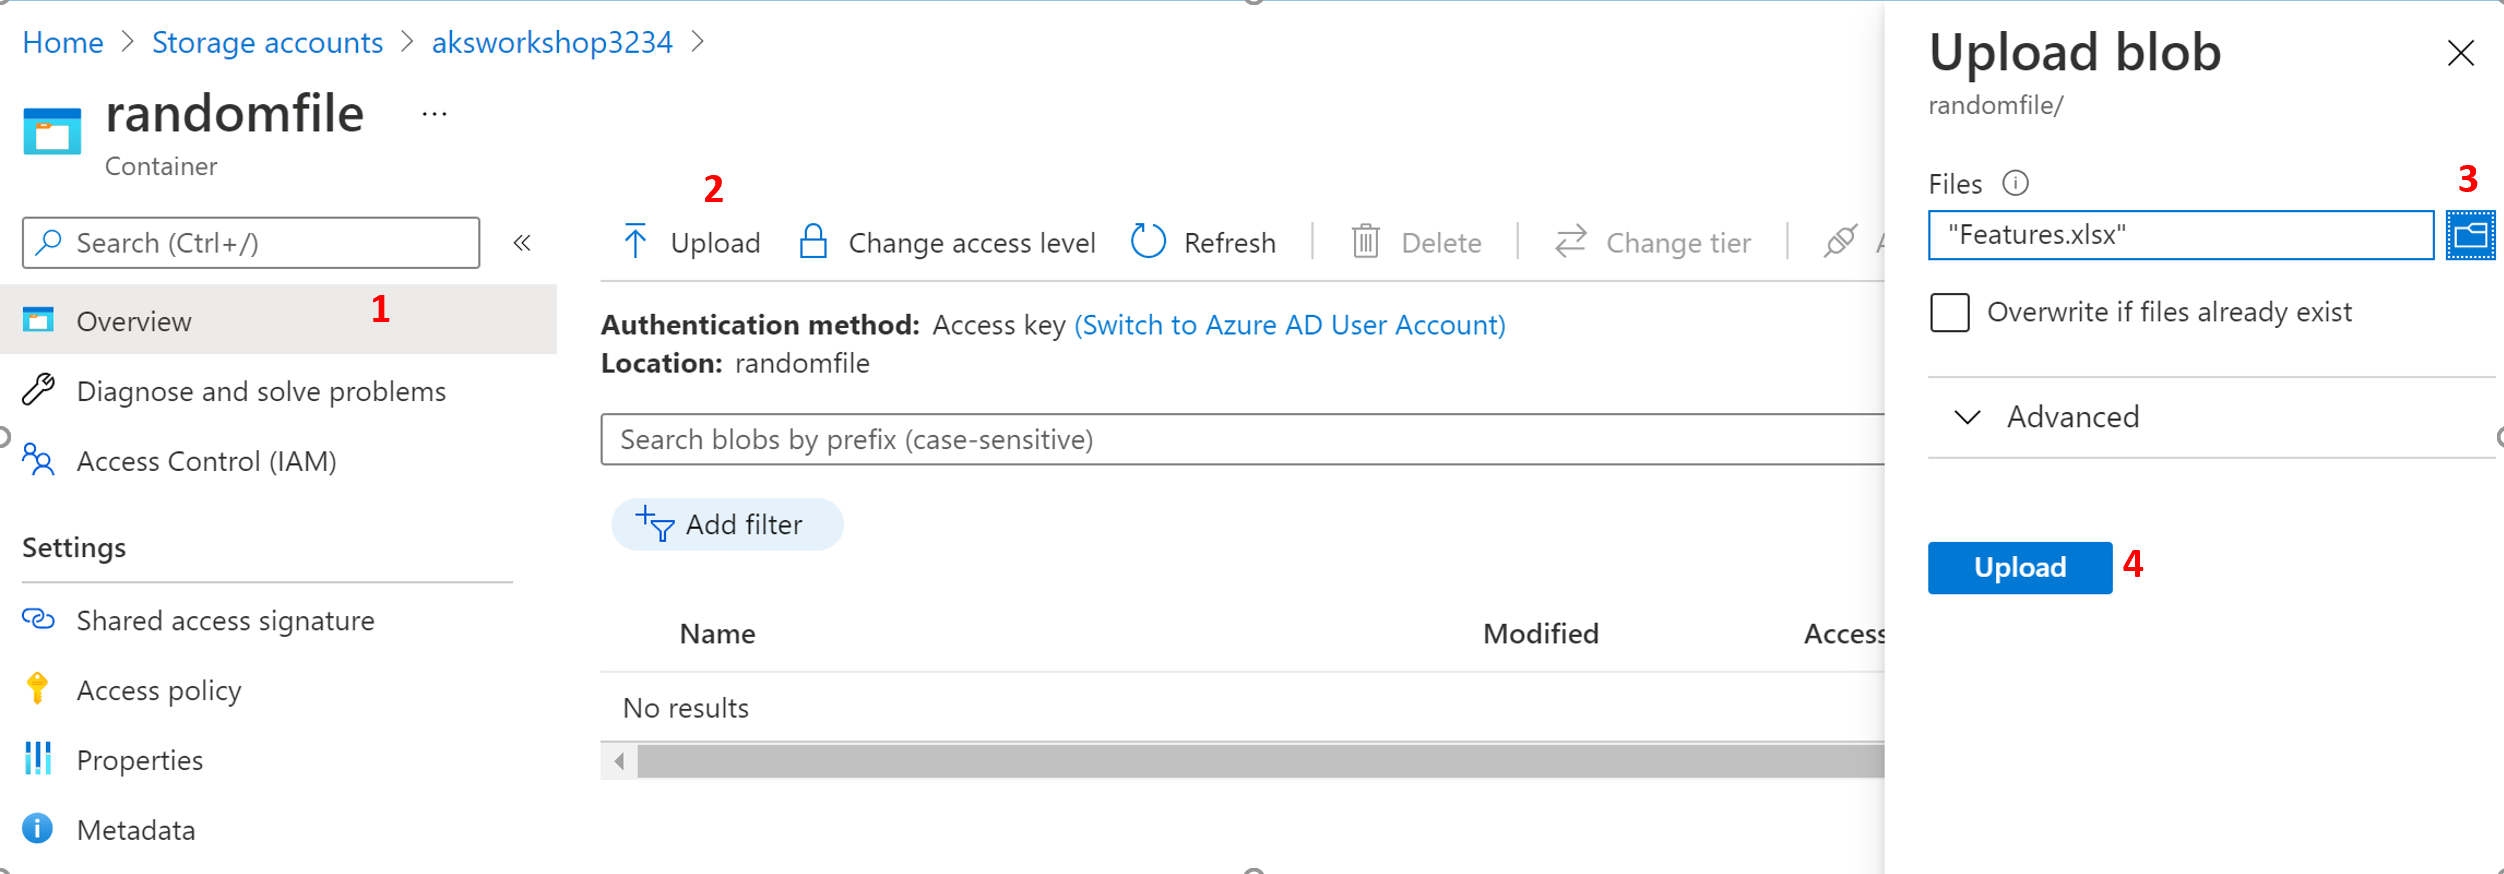 Home > Storage accounts > aksworkshop3234 >
randomfile ...
Container
Search (Ctrl+/)
«
Overview
1
Diagnose and solve problems
Access Control (IAM)
Settings
Shared access signature
Access policy
Properties
Metadata
2
Upload
Change access level
Refresh
Delete
Change tier
Authentication method: Access key (Switch to Azure AD User Account)
Location: randomfile
Search blobs by prefix (case-sensitive)
Add filter
Name Modified Access
No results
Upload blob
randomfile/
Files
3
"Features.xlsx"
Overwrite if files already exist
Advanced
Upload
4